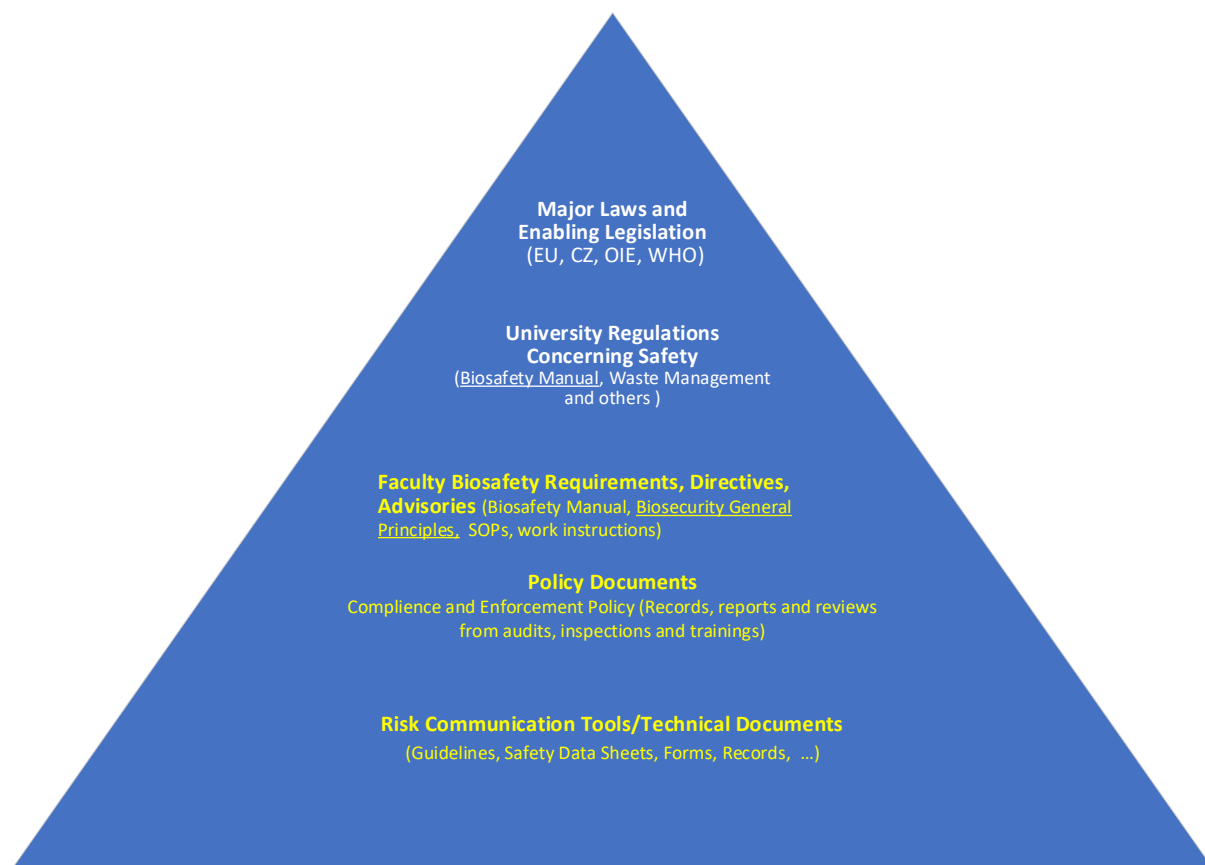 Major Laws and
Enabling Legislation
(EU, CZ, OIE, WHO)
University Regulations
Concerning Safety
(Biosafety Manual, Waste Management
and others )
Faculty Biosafety Requirements, Directives,
Advisories (Biosafety Manual, Biosecurity General
Principles, SOPs, work instructions)
Policy Documents
Complience and Enforcement Policy (Records, reports and reviews
from audits, inspections and trainings)
Risk Communication Tools/Technical Documents
(Guidelines, Safety Data Sheets, Forms, Records, ...)